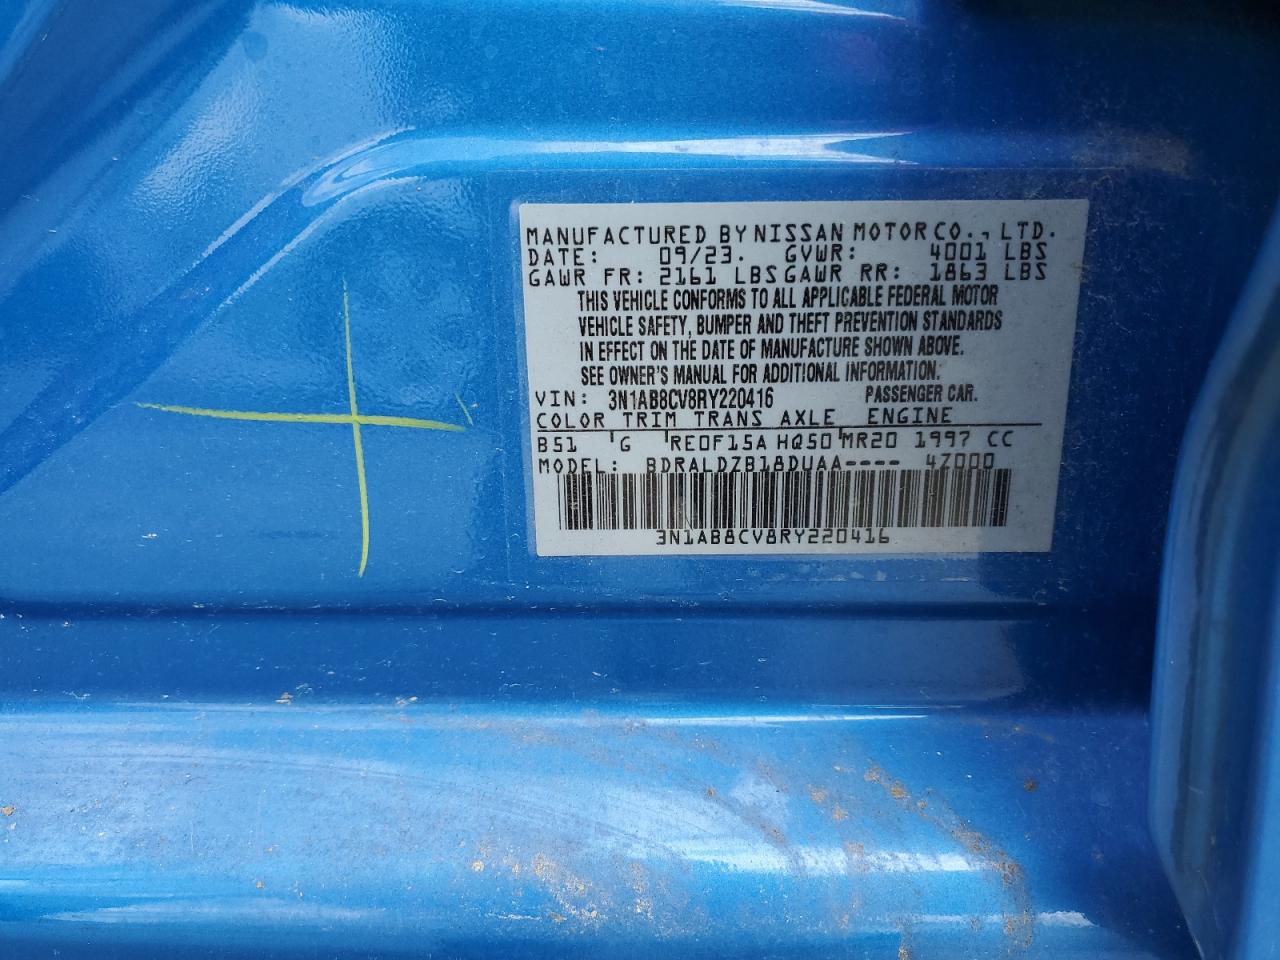 MANUFACTURED BY NISSAN MOTOR CO., LTD.
DATE: 09/23. GVWR: 4001 LBS
GAWR FR: 2161 LBS GAWR RR: 1863 LBS
THIS VEHICLE CONFORMS TO ALL APPLICABLE FEDERAL MOTOR
VEHICLE SAFETY, BUMPER AND THEFT PREVENTION STANDARDS
IN EFFECT ON THE DATE OF MANUFACTURE SHOWN ABOVE.
SEE OWNER'S MANUAL FOR ADDITIONAL INFORMATION.
VIN: 3N1AB8CV8RY220416 PASSENGER CAR.
COLOR TRIM TRANS AXLE ENGINE
B51 G RE0F15A HQ50 MR20 1997 CC
MODEL: BDRALDZB18DUAA---- 4Z000
3N1AB8CV8RY220416